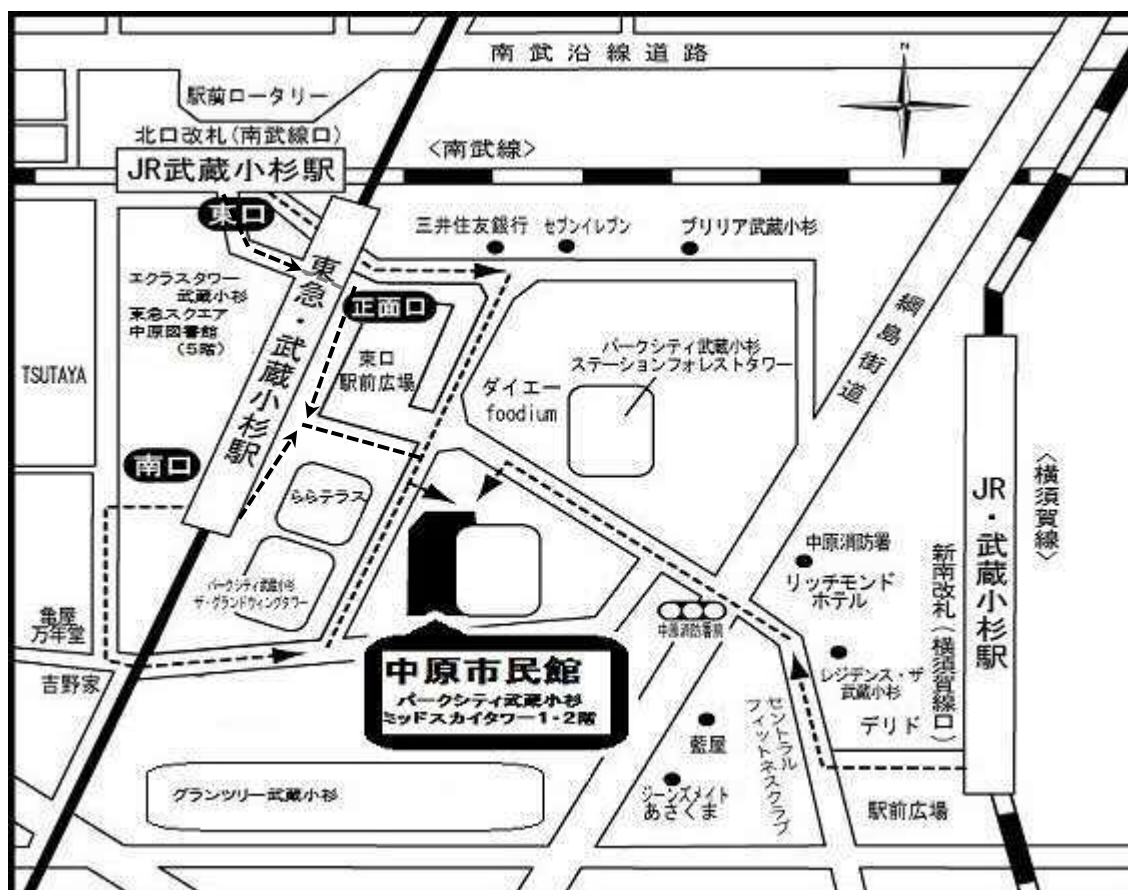 南武沿線道路
N
駅前ロータリー
北口改札(南武線口)
JR武蔵小杉駅
<南武線>
東口
三井住友銀行
セブンイレブン
ブリリア武蔵小杉
エクラスタワー
武蔵小杉
東急スクエア
中原図書館
(5階)
東急・武蔵小杉駅
正面口
東口
駅前広場
綱島街道
パークシティ武蔵小杉
ステーションフォレストタワー
ダイエー
foodium
TSUTAYA
南口
ららテラス
<横須賀線>
JR・武蔵小杉駅
新南改札(横須賀線口)
中原消防署
リッチモンド
ホテル
パークシティ武蔵小杉
ザ・グランドウィングタワー
亀屋
万年堂
中原消防署前
吉野家
中原市民館
パークシティ武蔵小杉
ミッドスカイタワー1・2階
レジデンス・ザ
武蔵小杉
デリド
セントラル
フィットネスクラブ
藍屋
ジーンズメイト
あさくま
グランツリー武蔵小杉
駅前広場